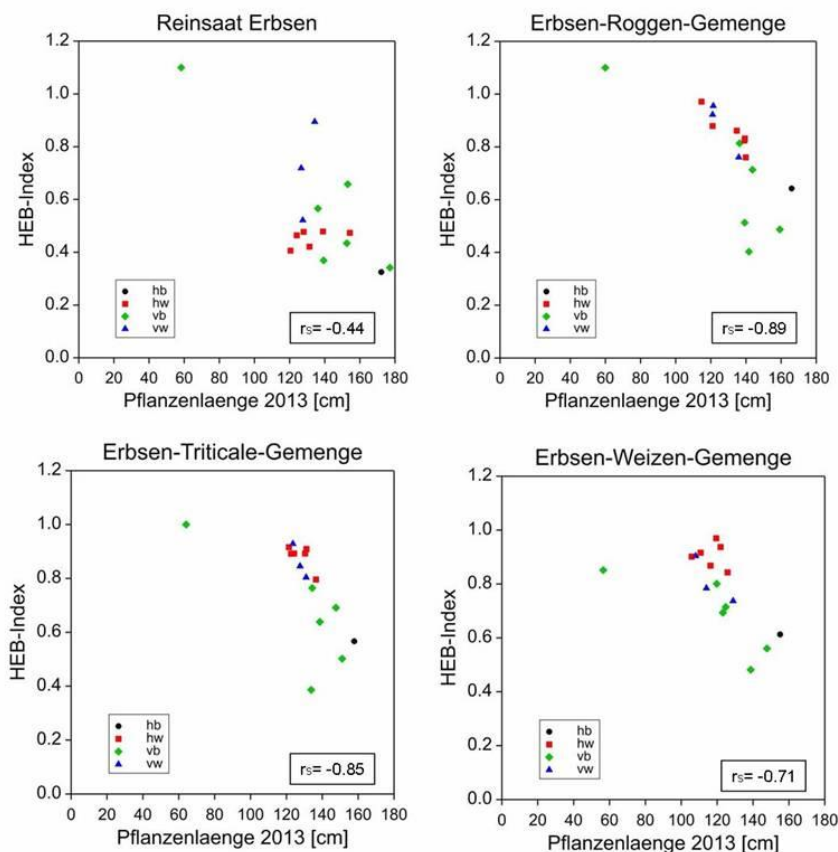 Reinsaat Erbsen
1.2
1.0
0.8
0.6
0.4
0.2
0.0
HEB-Index
hb
hw
vb
vw
rs= -0.44
0 20 40 60 80 100 120 140 160 180
Pflanzenlaenge 2013 [cm]
Erbsen-Roggen-Gemenge
1.2
1.0
0.8
0.6
0.4
0.2
0.0
HEB-Index
hb
hw
vb
vw
rs= -0.89
0 20 40 60 80 100 120 140 160 180
Pflanzenlaenge 2013 [cm]
Erbsen-Triticale-Gemenge
1.2
1.0
0.8
0.6
0.4
0.2
0.0
HEB-Index
hb
hw
vb
vw
rs= -0.85
0 20 40 60 80 100 120 140 160 180
Pflanzenlaenge 2013 [cm]
Erbsen-Weizen-Gemenge
1.2
1.0
0.8
0.6
0.4
0.2
0.0
HEB-Index
hb
hw
vb
vw
rs= -0.71
0 20 40 60 80 100 120 140 160 180
Pflanzenlaenge 2013 [cm]